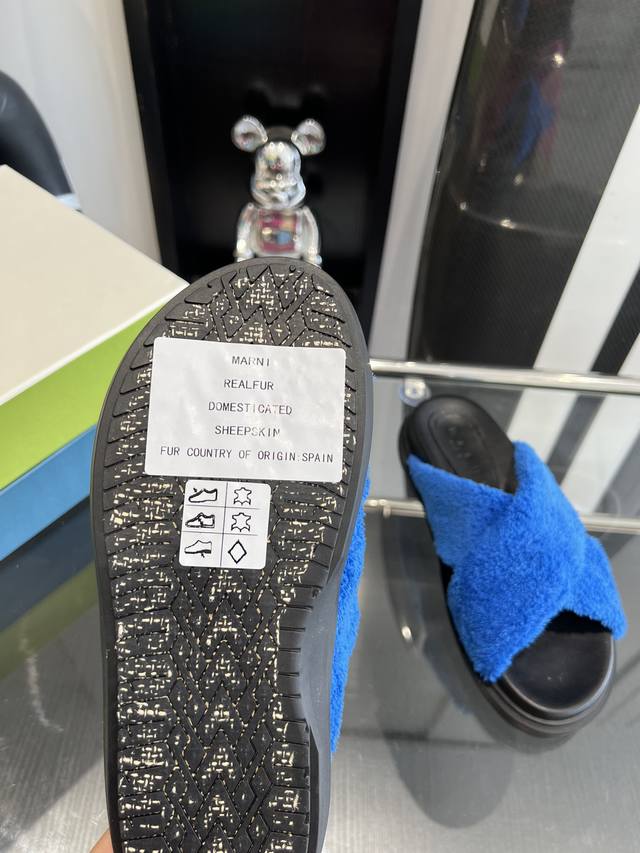 MARNI
REALFUR
DOMESTICATED
SHEEPSKIN
FUR COUNTRY OF ORIGIN:SPAIN